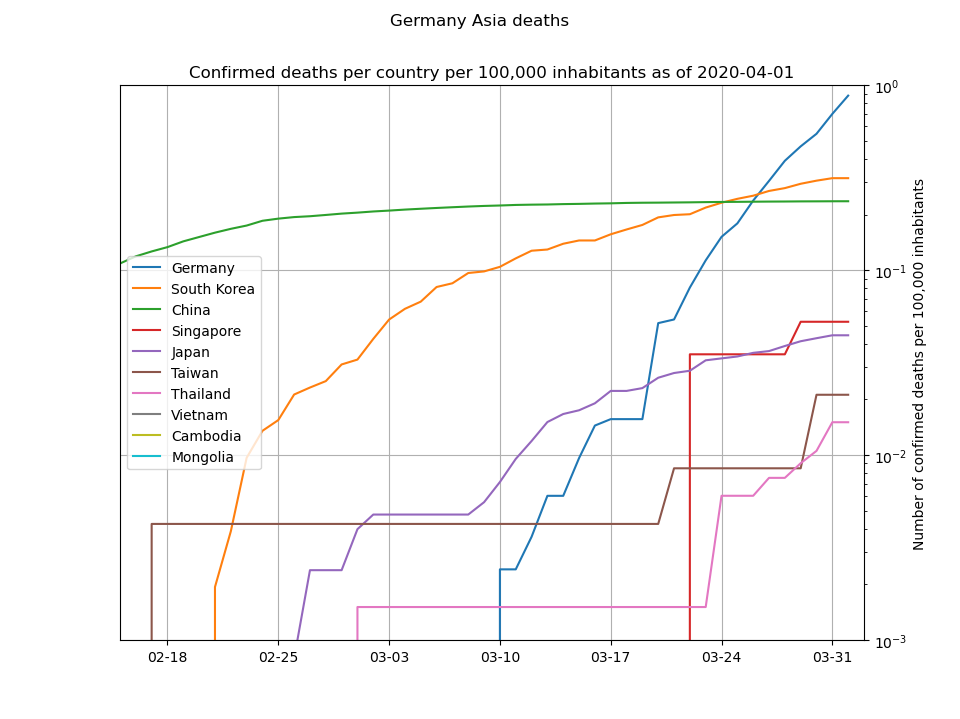 Germany Asia deaths
Confirmed deaths per country per 100,000 inhabitants as of 2020-04-01
Germany
South Korea
China
Singapore
Japan
Taiwan
Thailand
Vietnam
Cambodia
Mongolia
10^0
10^-1
10^-2
10^-3
Number of confirmed deaths per 100,000 inhabitants
02-18 02-25 03-03 03-10 03-17 03-24 03-31